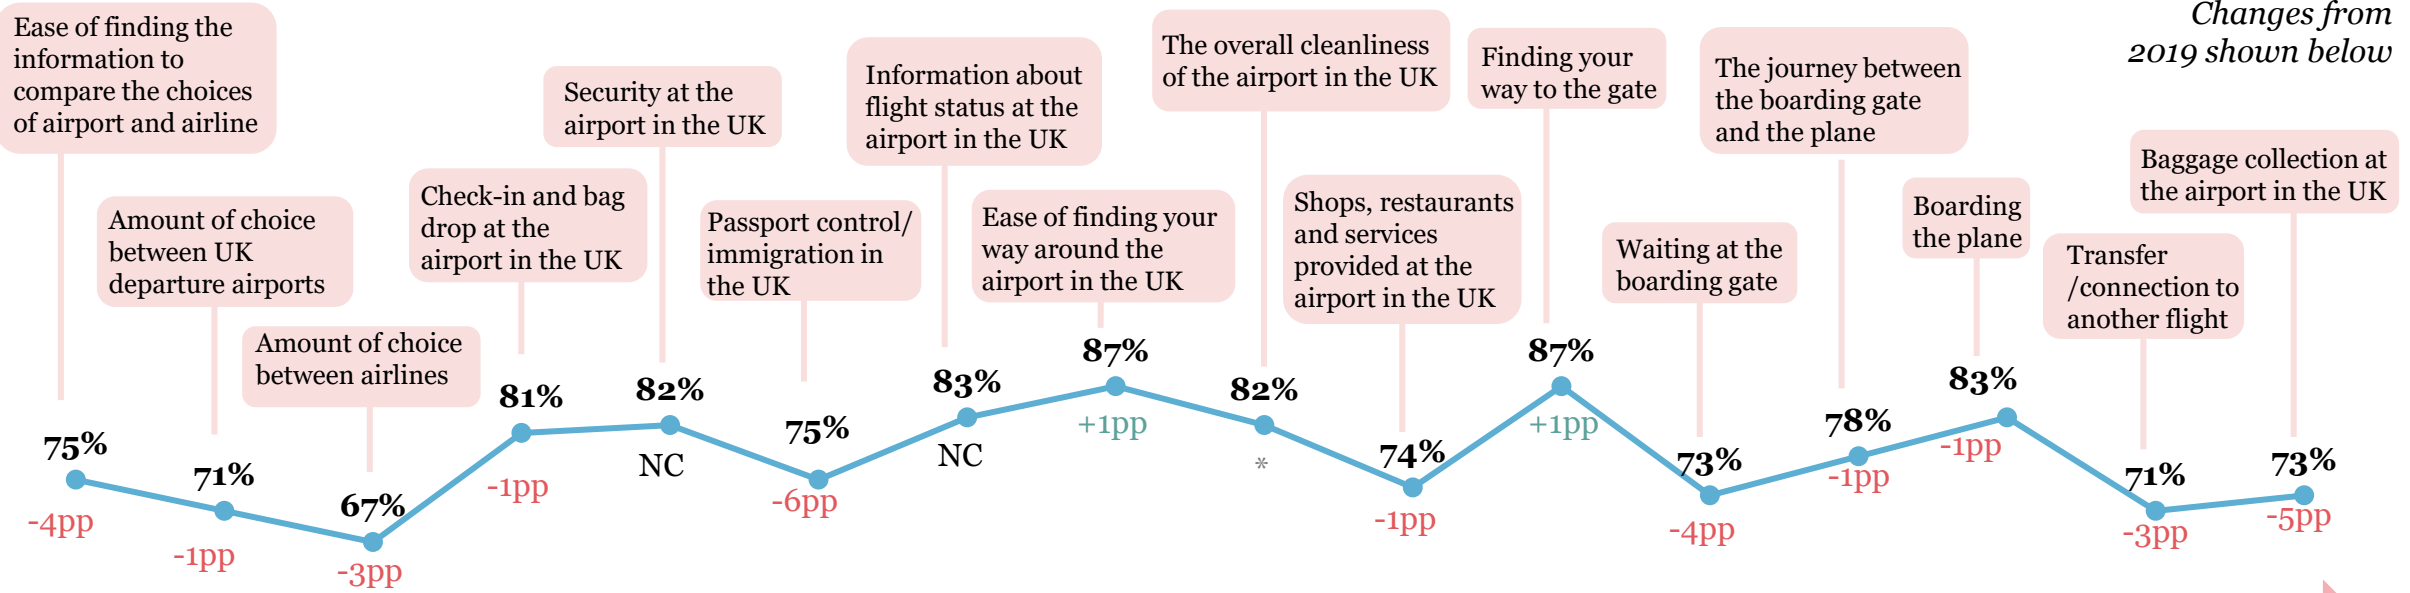 Ease of finding the
information to
compare the choices
of airport and airline
Amount of choice
between UK
departure airports
Amount of choice
between airlines
Check-in and bag
drop at the
airport in the UK
Security at the
airport in the UK
Passport control/
immigration in
the UK
Information about
flight status at the
airport in the UK
Ease of finding your
way around the
airport in the UK
The overall cleanliness
of the airport in the UK
Shops, restaurants
and services
provided at the
airport in the UK
Finding your
way to the gate
Waiting at the
boarding gate
The journey between
the boarding gate
and the plane
Boarding
the plane
Transfer
/connection to
another flight
Baggage collection at
the airport in the UK
Changes from
2019 shown below
75%
-4pp
71%
-1pp
67%
-3pp
81%
-1pp
82%
NC
75%
-6pp
83%
NC
87%
+1pp
82%
*
74%
-1pp
87%
+1pp
73%
-4pp
78%
-1pp
83%
-1pp
71%
-3pp
73%
-5pp